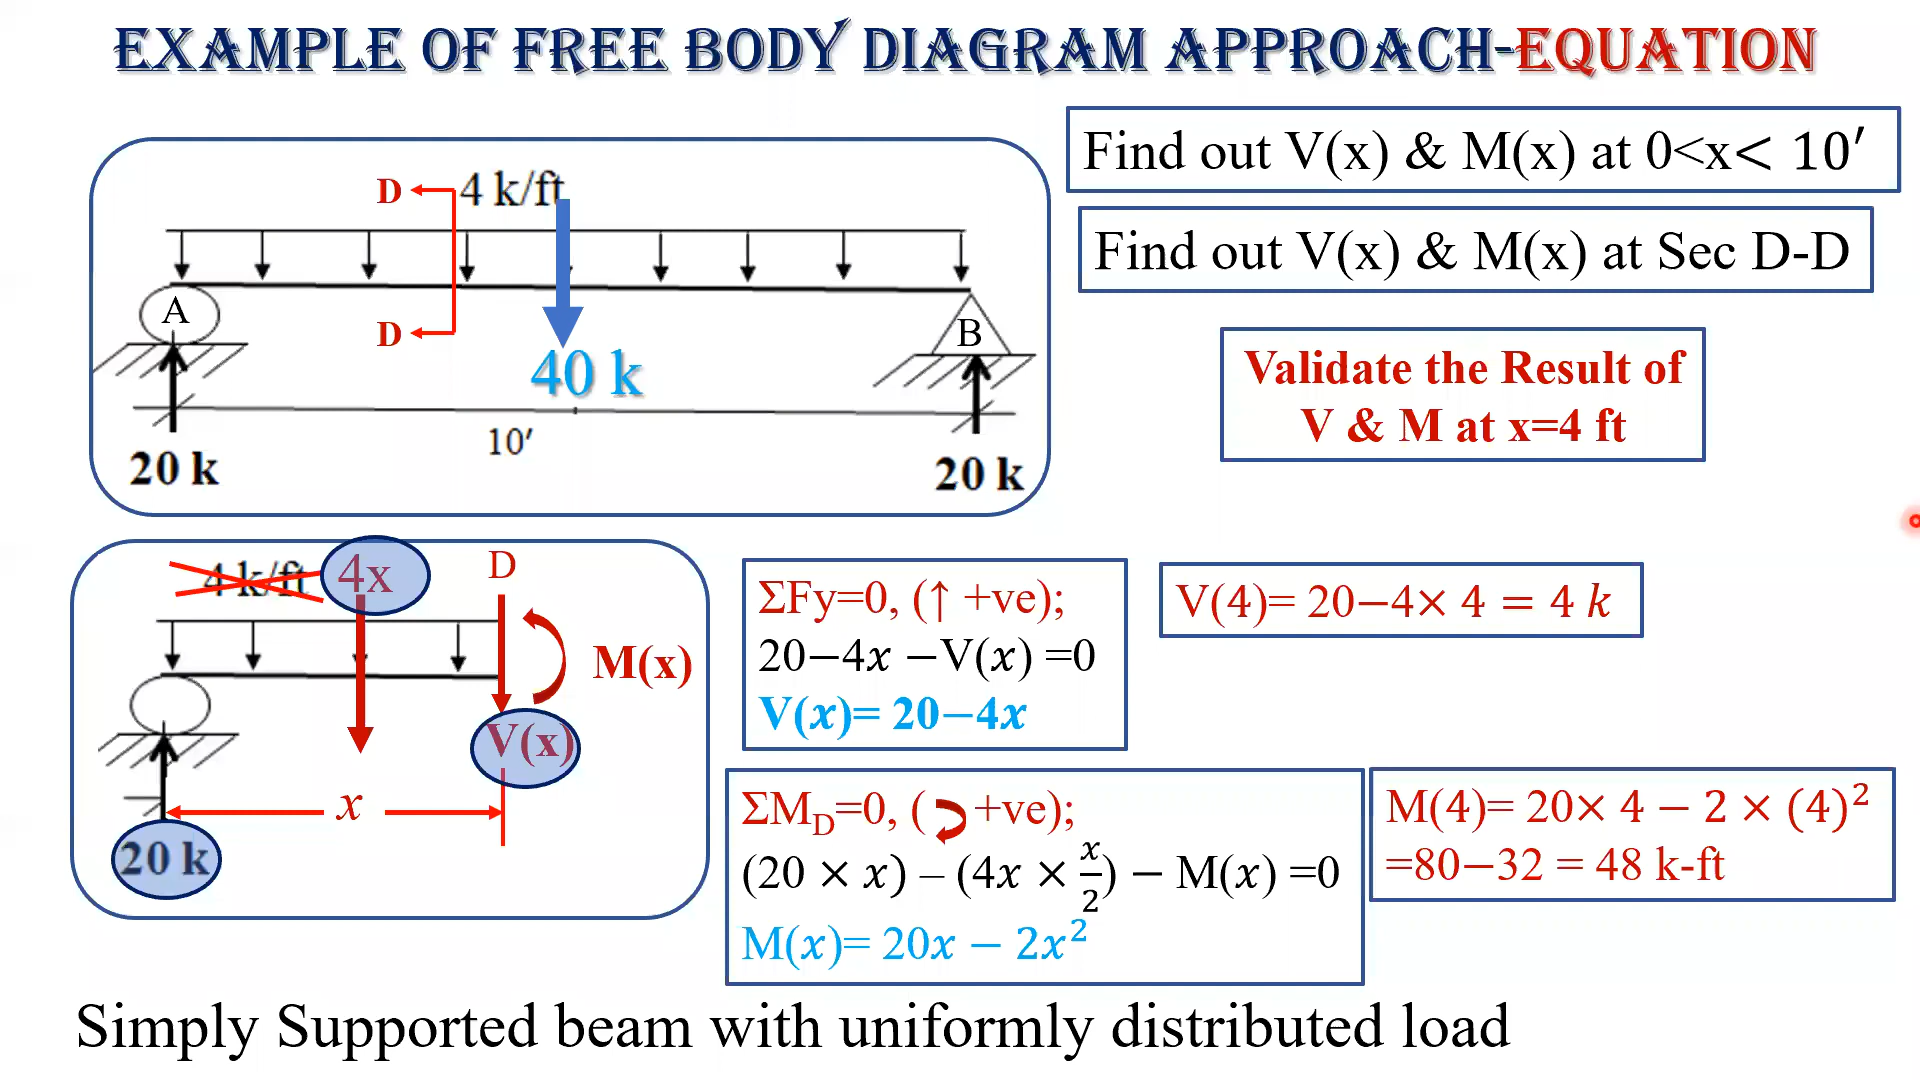 EXAMPLE OF FREE BODY DIAGRAM APPROACH-EQUATION
Find out V(x) & M(x) at 0<x< 10′
Find out V(x) & M(x) at Sec D-D
Validate the Result of
V & M at x=4 ft
D
4 k/ft
A
B
D
40 k
10′
20 k
20 k
4 k/ft
4x
D
M(x)
V(x)
x
20 k
ΣFy=0, (↑ +ve);
20−4x −V(x) =0
V(x)= 20−4x
V(4)= 20−4× 4 = 4 k
ΣM_D=0, (⤸ +ve);
(20 × x) – (4x × x/2) − M(x) =0
M(x)= 20x − 2x²
M(4)= 20× 4 − 2 × (4)²
=80−32 = 48 k-ft
Simply Supported beam with uniformly distributed load